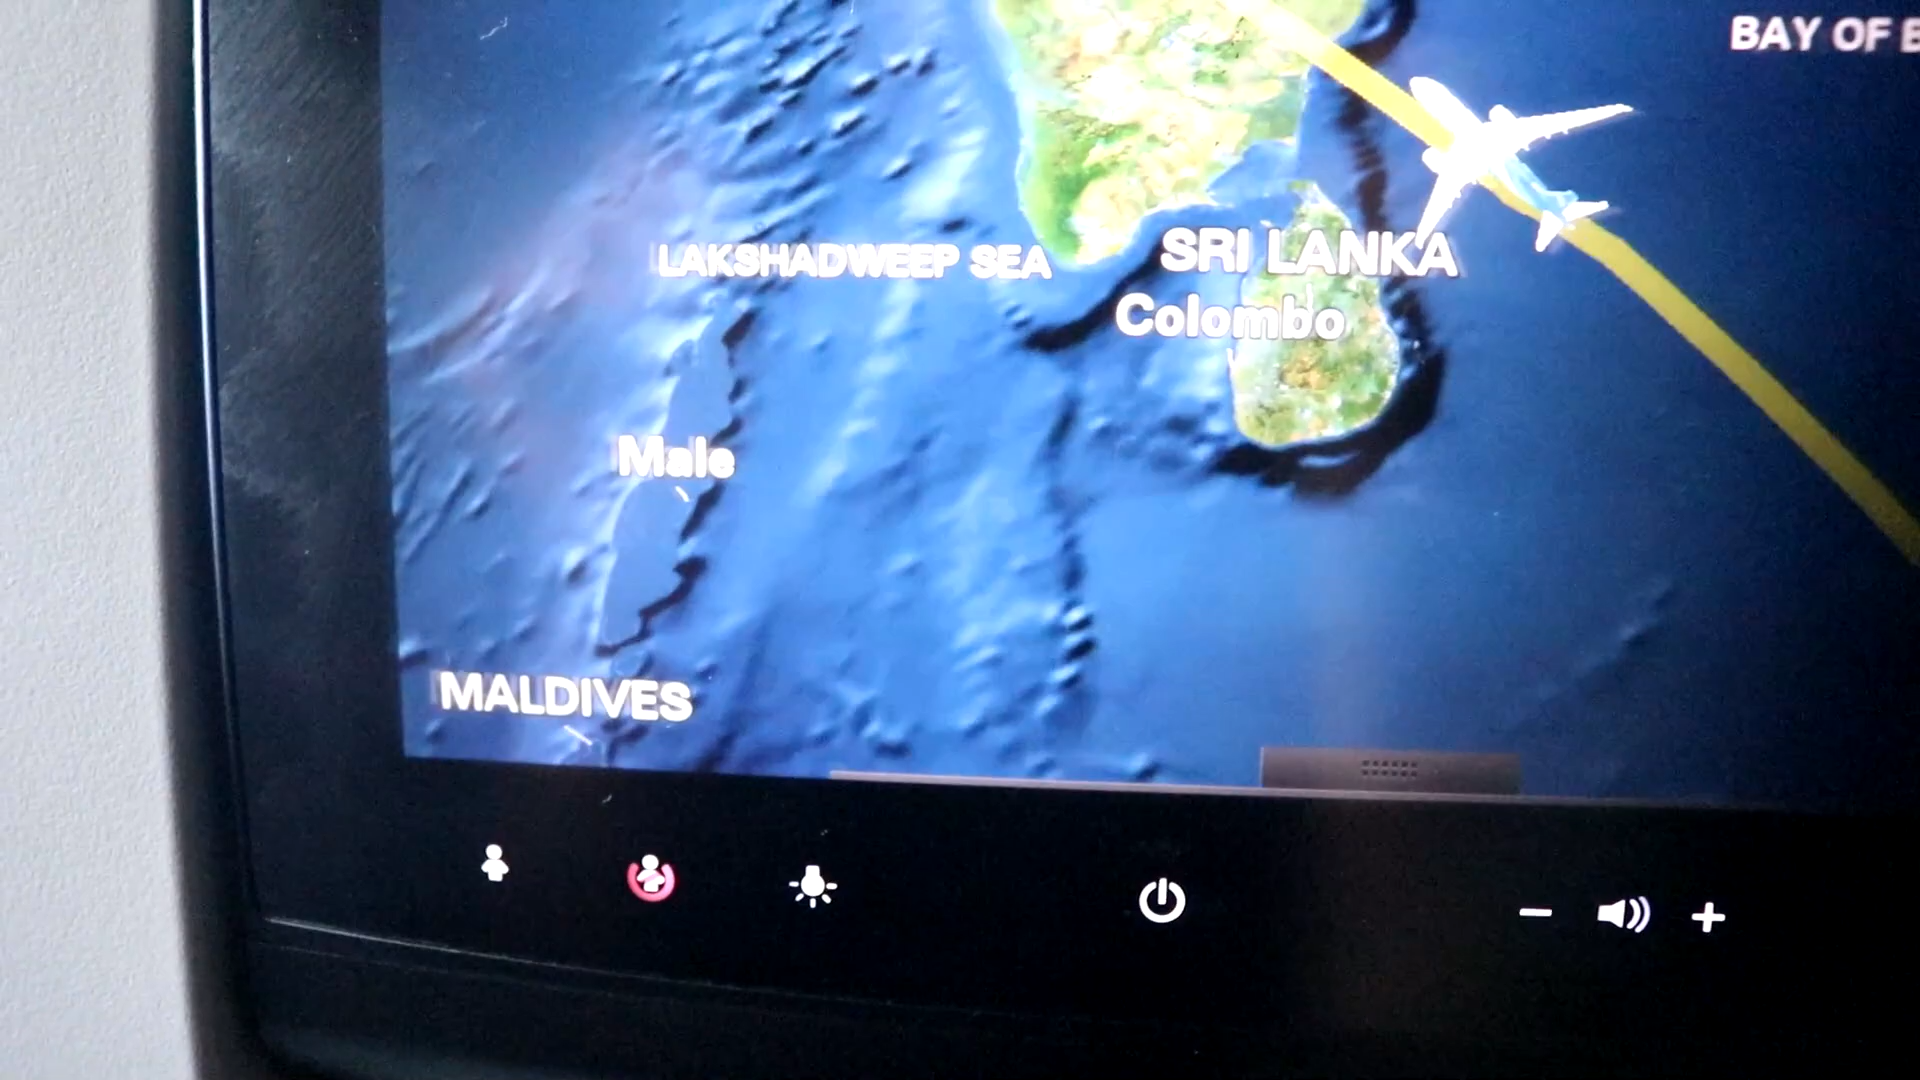 BAY OF B
LAKSHADWEEP SEA
SRI LANKA
Colombo
Male
MALDIVES